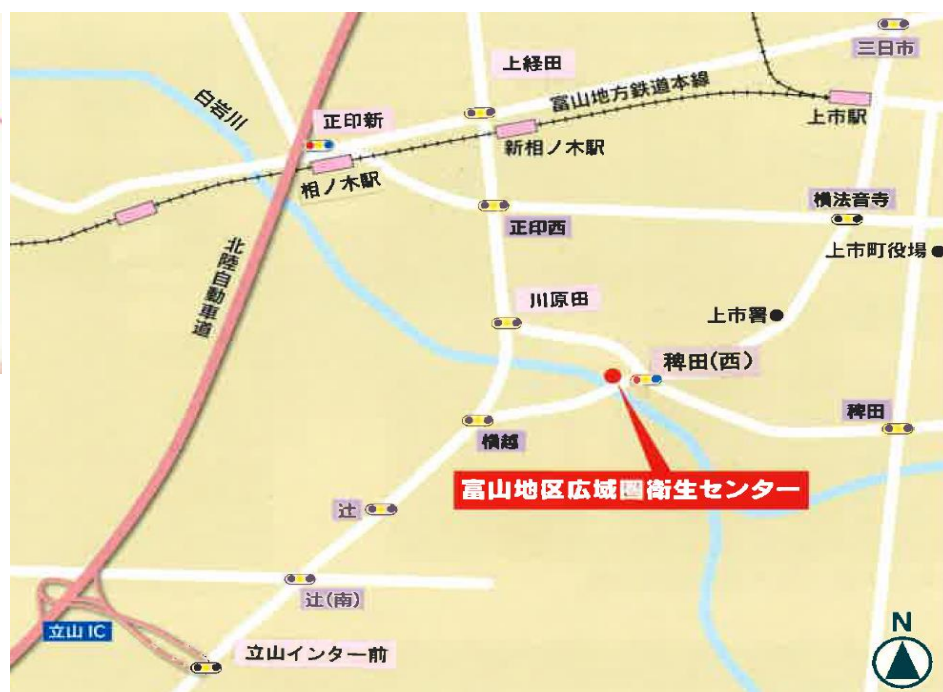 三日市
上経田
富山地方鉄道本線
白岩川
正印新
上市駅
新相ノ木駅
相ノ木駅
横法音寺
正印西
北陸自動車道
上市町役場
川原田
上市署
稗田(西)
稗田
横越
富山地区広域圏衛生センター
辻
辻(南)
立山IC
立山インター前
N